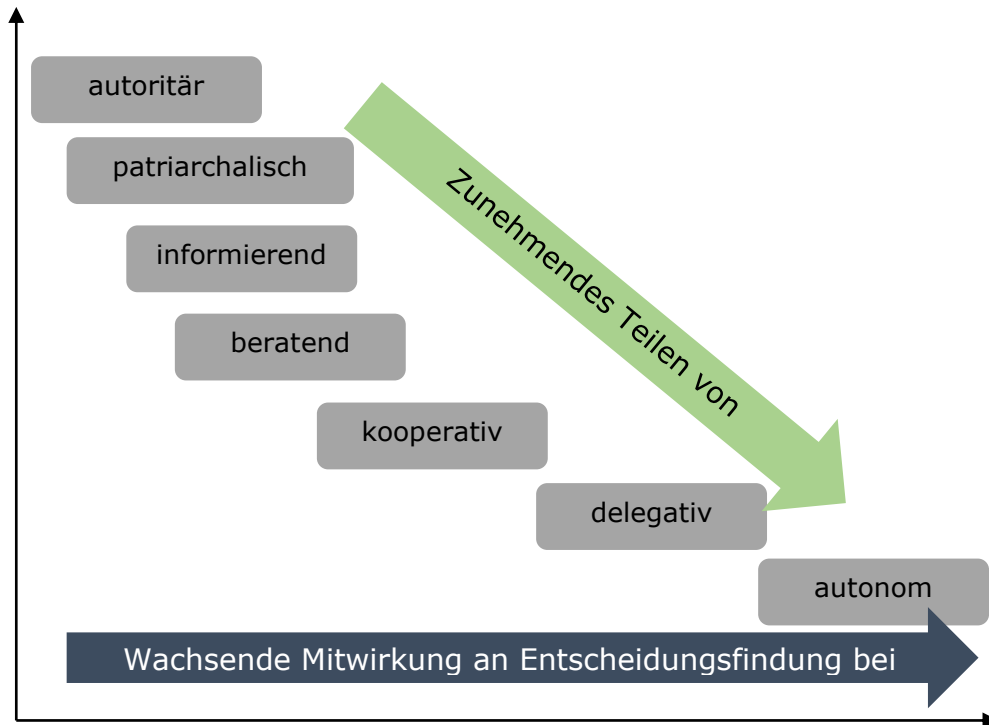 autoritär
patriarchalisch
informierend
beratend
kooperativ
delegativ
autonom
Zunehmendes Teilen von
Wachsende Mitwirkung an Entscheidungsfindung bei